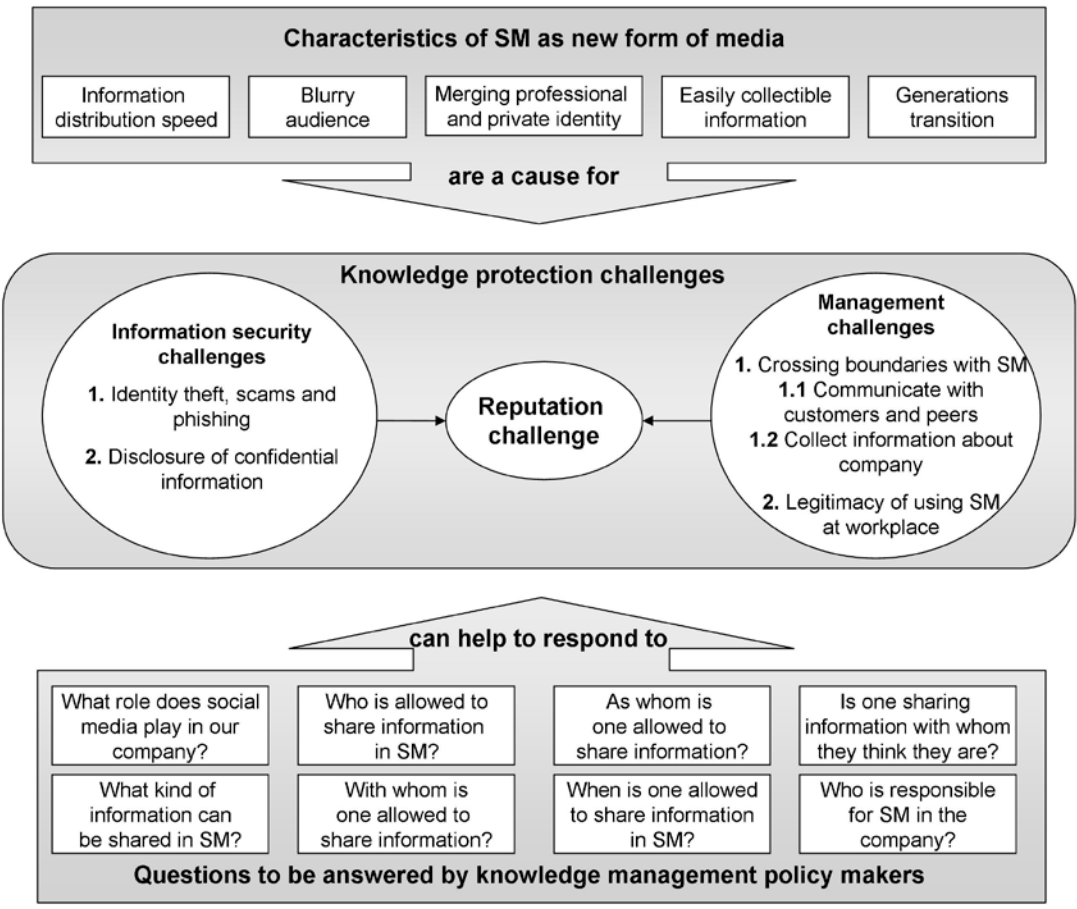 Characteristics of SM as new form of media
Information
distribution speed
Blurry
audience
Merging professional
and private identity
Easily collectible
information
Generations
transition
are a cause for
Knowledge protection challenges
Information security
challenges
1. Identity theft, scams and
phishing
2. Disclosure of confidential
information
Reputation
challenge
Management
challenges
1. Crossing boundaries with SM
1.1 Communicate with
customers and peers
1.2 Collect information about
company
2. Legitimacy of using SM
at workplace
can help to respond to
What role does social
media play in our
company?
Who is allowed to
share information
in SM?
As whom is
one allowed to
share information?
Is one sharing
information with whom
they think they are?
What kind of
information can
be shared in SM?
With whom is
one allowed to
share information?
When is one allowed
to share information
in SM?
Who is responsible
for SM in the
company?
Questions to be answered by knowledge management policy makers